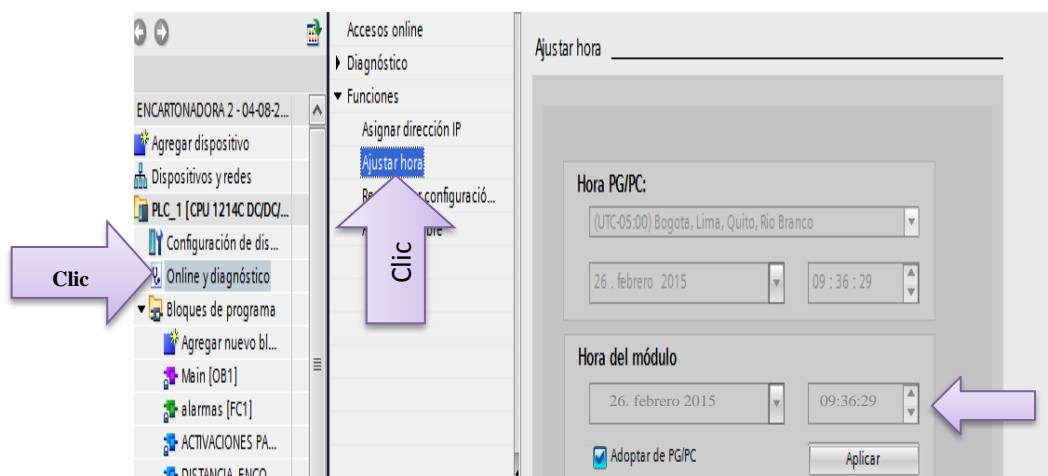 ENCARTONADORA 2 - 04-08-2...
Agregar dispositivo
Dispositivos y redes
PLC_1 [CPU 1214C DC/DC/...
Configuración de dis...
Clic
Online y diagnóstico
Bloques de programa
Agregar nuevo bl...
Main [OB1]
alarmas [FC1]
ACTIVACIONES PA...
DISTANCIA ENCO
Accesos online
Diagnóstico
Funciones
Asignar dirección IP
Ajustar hora
configuració...
Clic
Ajustar hora
Hora PG/PC:
(UTC-05:00) Bogota, Lima, Quito, Rio Branco
26 . febrero 2015
09 : 36 : 29
Hora del módulo
26. febrero 2015
09:36:29
Adoptar de PG/PC
Aplicar